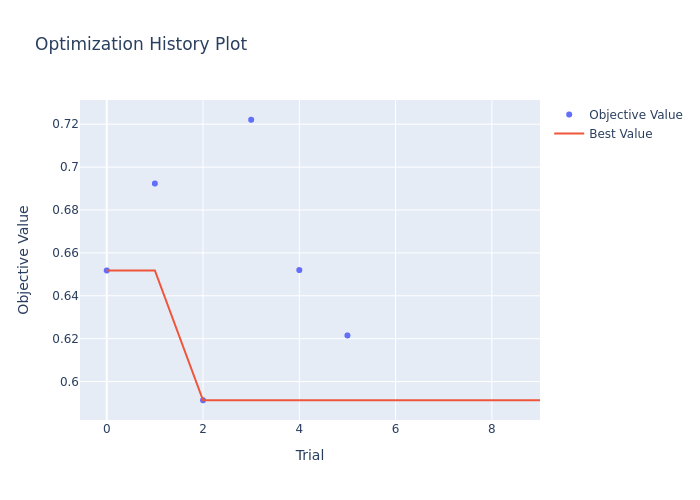 Optimization History Plot
Objective Value
Best Value
0.72
0.7
0.68
0.66
0.64
0.62
0.6
Objective Value
0 2 4 6 8
Trial